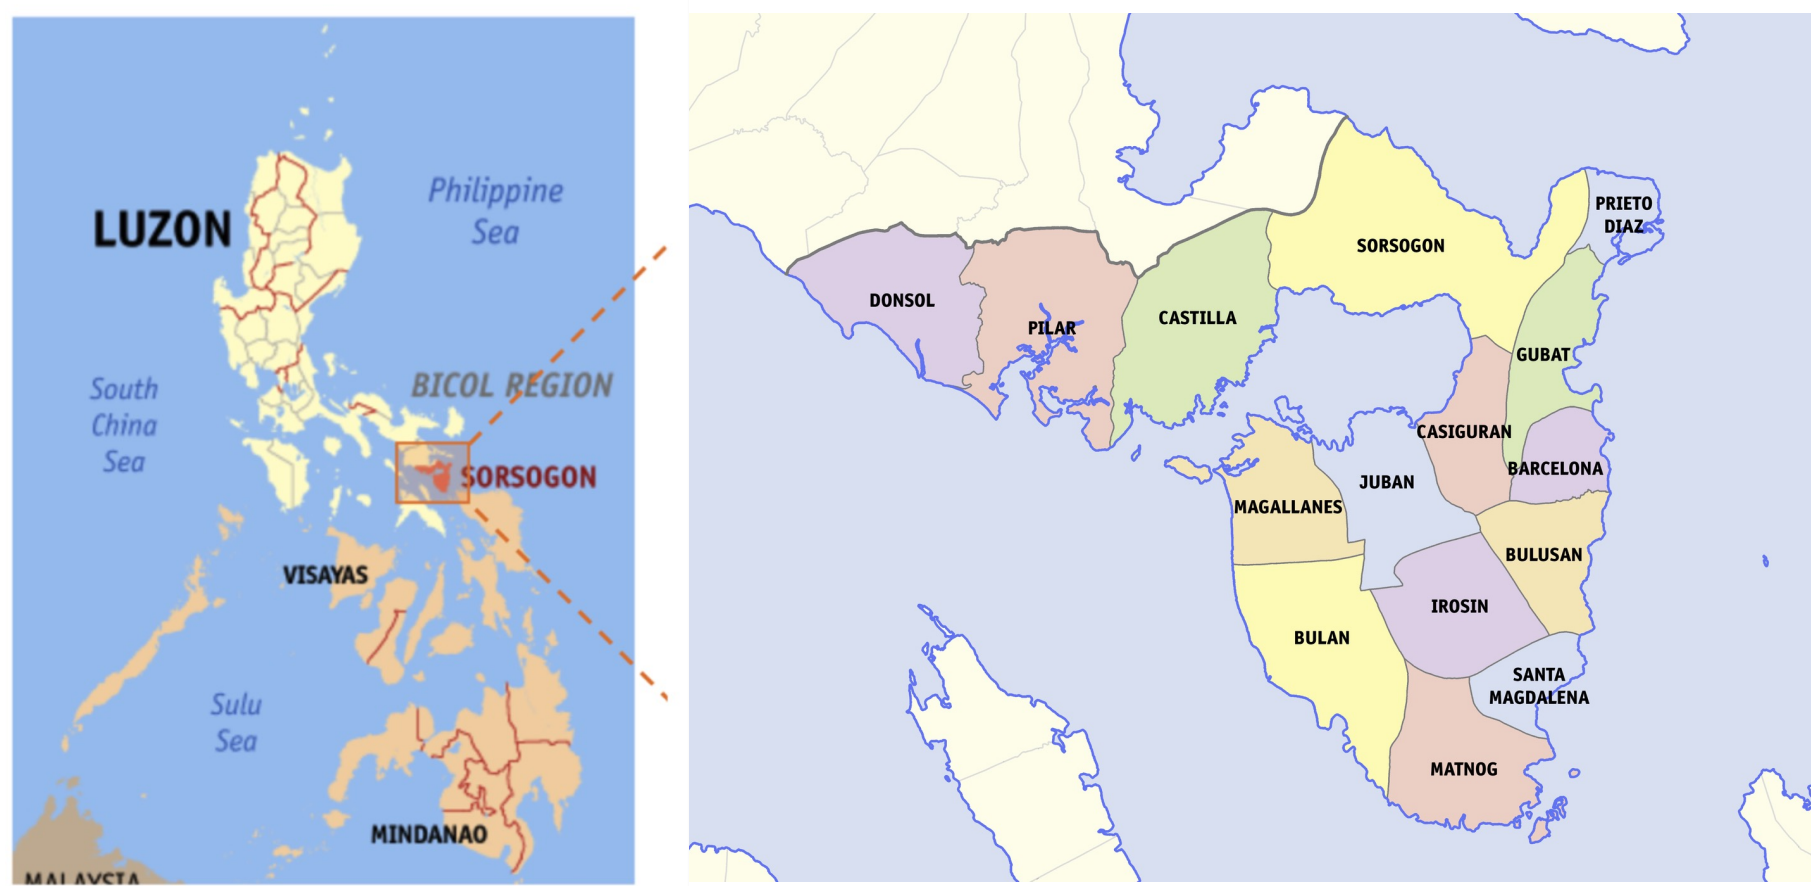 LUZON
Philippine
Sea
BICOL REGION
South
China
Sea
SORSOGON
VISAYAS
Sulu
Sea
MINDANAO
MALAYSIA
PRIETO
DIAZ
SORSOGON
DONSOL
CASTILLA
PILAR
GUBAT
CASIGURAN
BARCELONA
JUBAN
MAGALLANES
BULUSAN
IROSIN
BULAN
SANTA
MAGDALENA
MATNOG